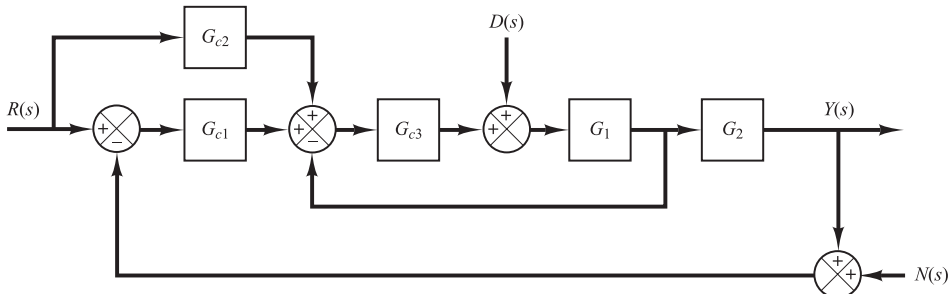 D(s)
G_{c2}
R(s)
Y(s)
+ + + +
+ G_{c1} + G_{c3} + G_1 G_2
− −
+
+ N(s)